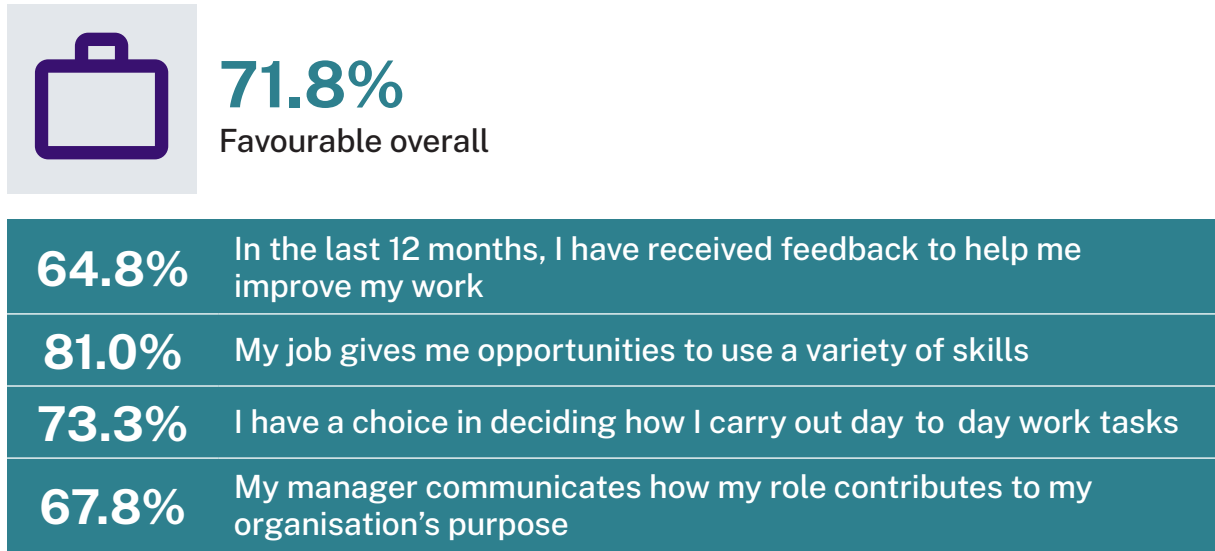 71.8%
Favourable overall
64.8%
In the last 12 months, I have received feedback to help me
improve my work
81.0%
My job gives me opportunities to use a variety of skills
73.3%
I have a choice in deciding how I carry out day to day work tasks
67.8%
My manager communicates how my role contributes to my
organisation’s purpose